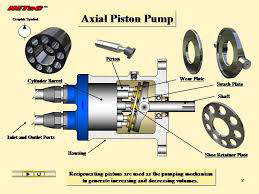 Axial Piston Pump
Graphic Symbol
Piston
Cylinder Barrel
Wear Plate
Swash Plate
Shaft
Inlet and Outlet Ports
Housing
Shoe Retainer Plate
Reciprocating pistons are used as the pumping mechanism
to generate increasing and decreasing volumes.